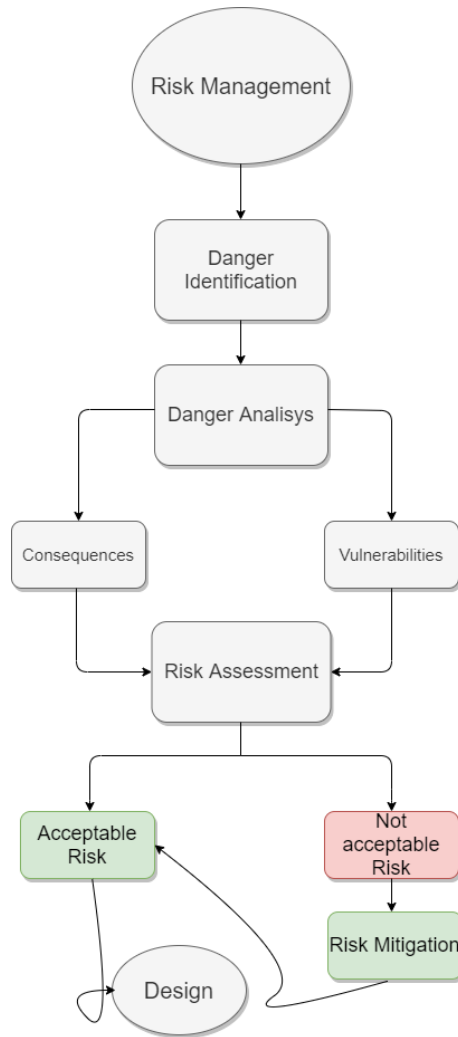 Risk Management
Danger
Identification
Danger Analisys
Consequences
Vulnerabilities
Risk Assessment
Acceptable
Risk
Not
acceptable
Risk
Risk Mitigation
Design